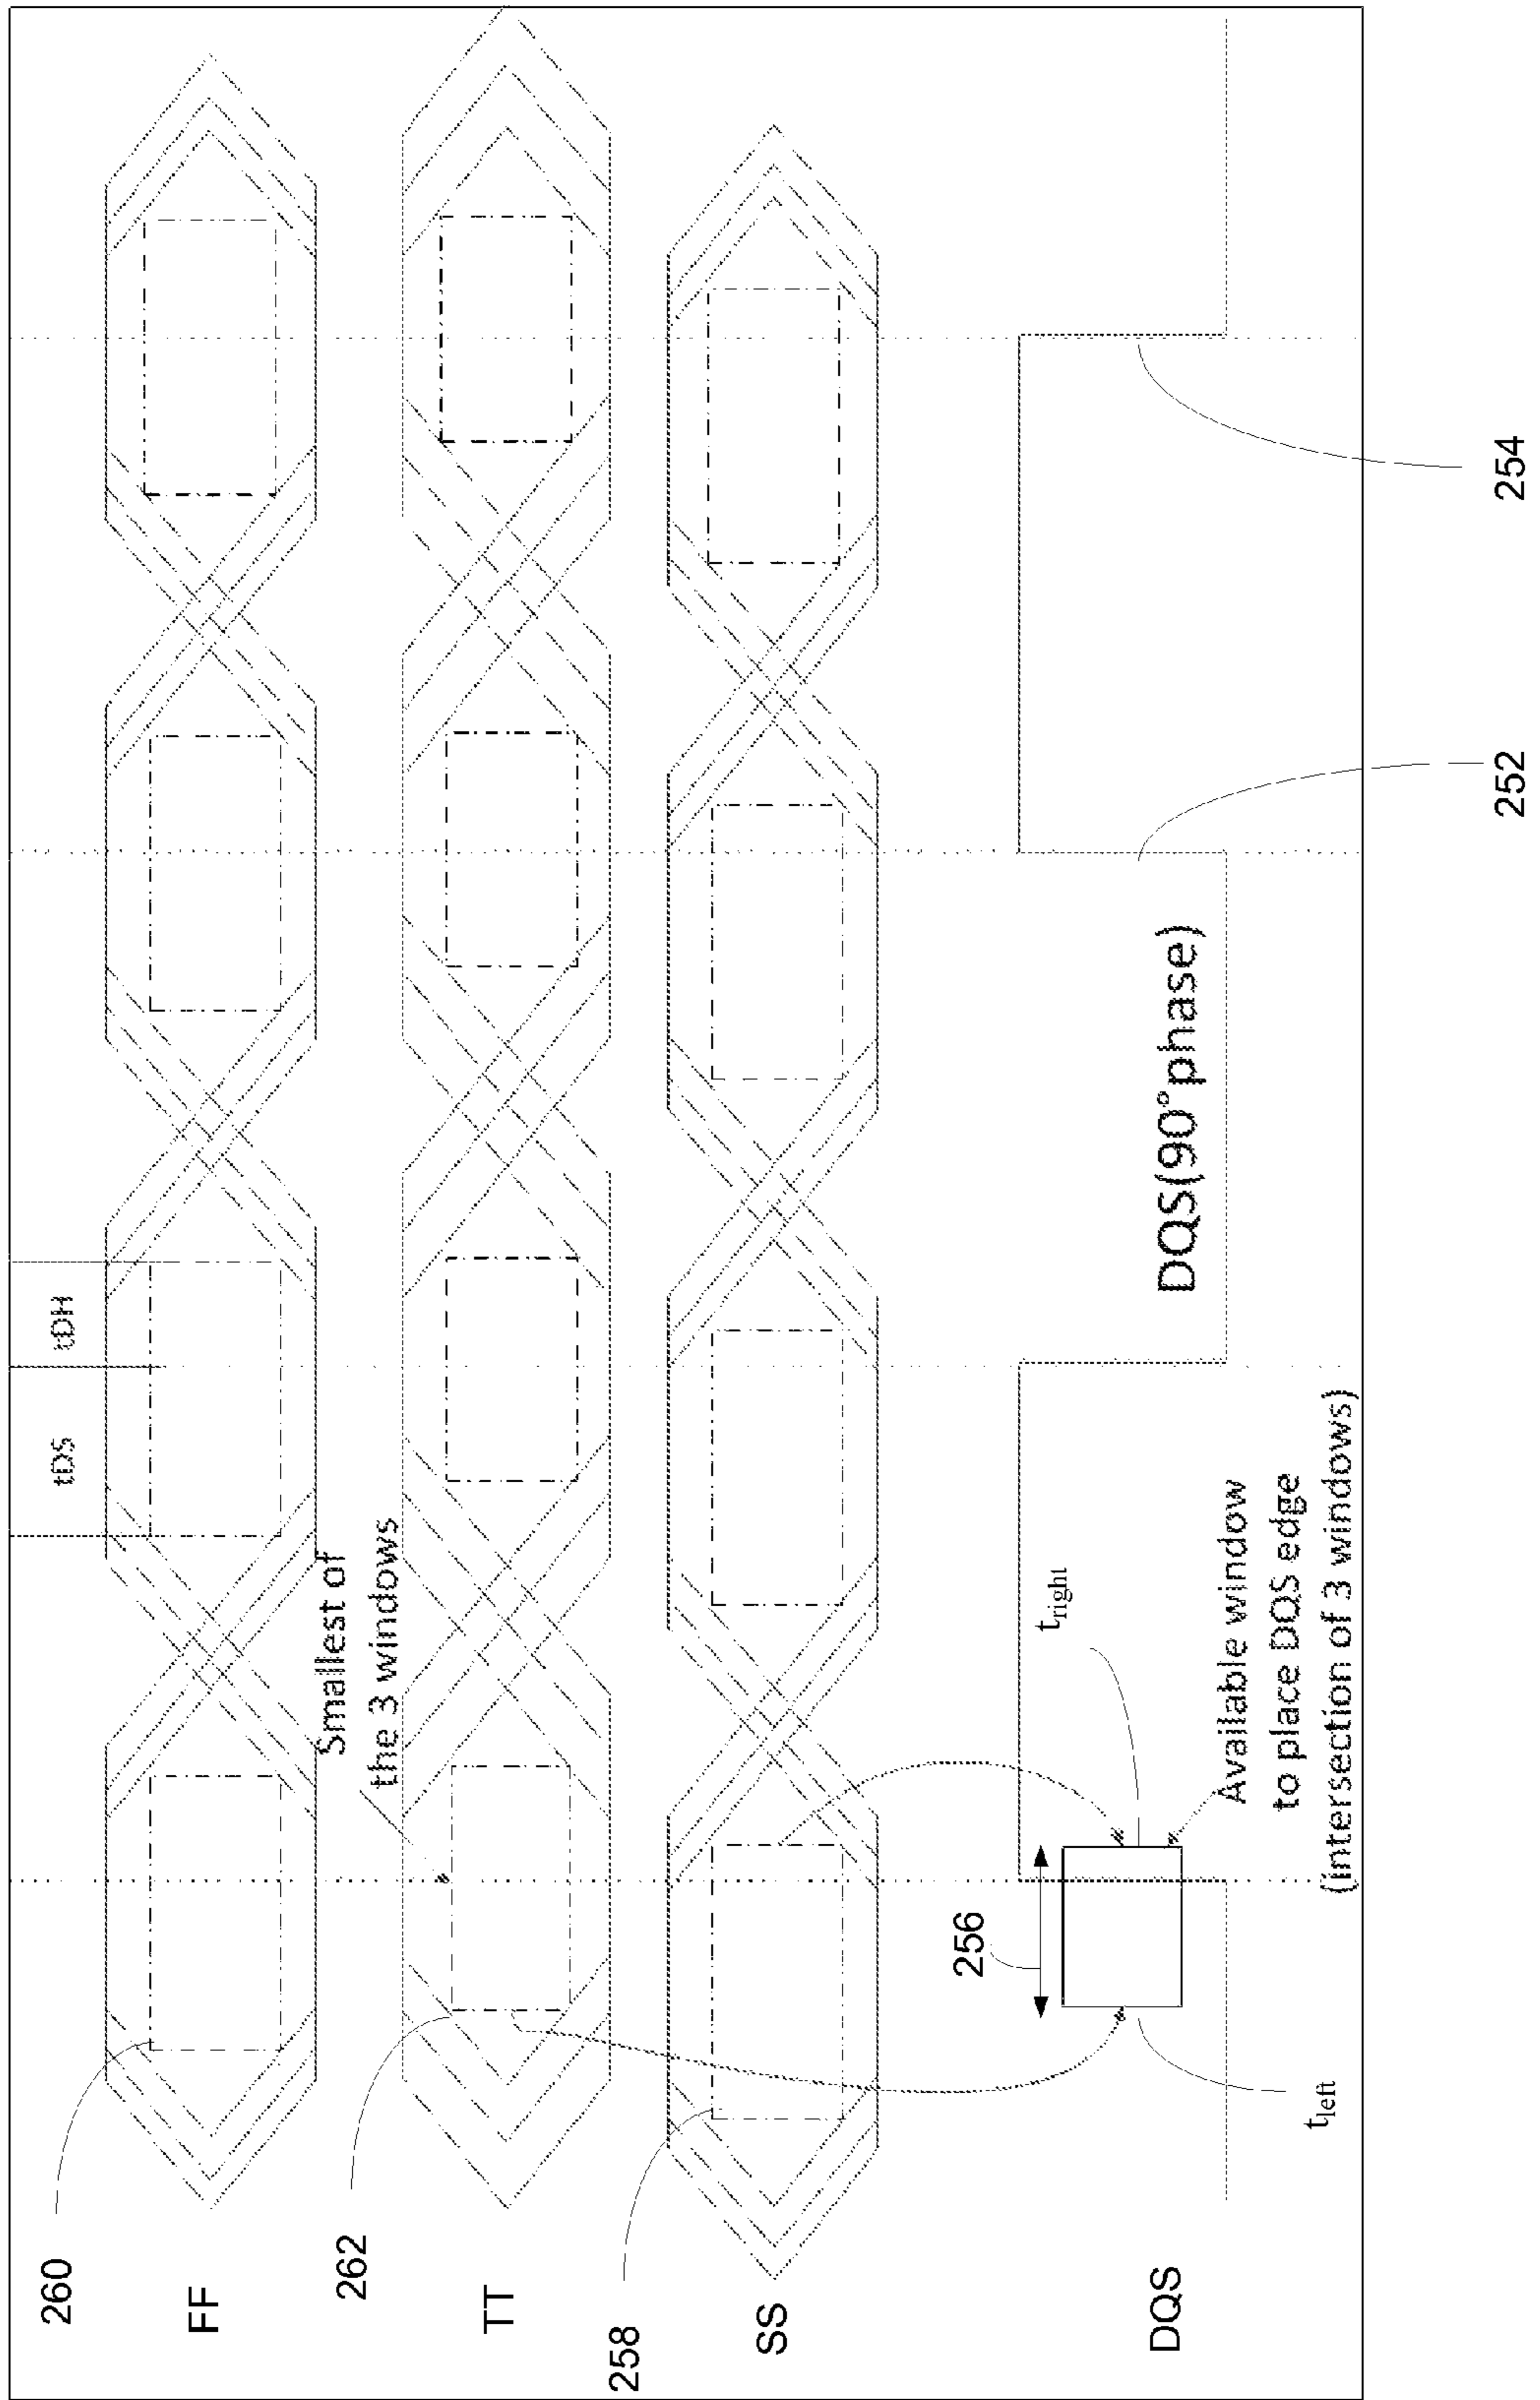 tDS
tDH
260
FF
Smallest of
the 3 windows
262
TT
258
SS
DQS(90°phase)
256
t_right
DQS
t_left
Available window
to place DQS edge
(intersection of 3 windows)
252
254